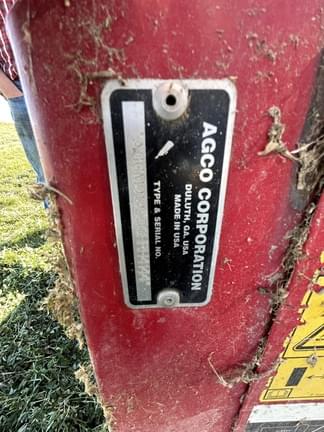 AGCO CORPORATION
DULUTH, GA. USA
MADE IN USA
TYPE & SERIAL NO.